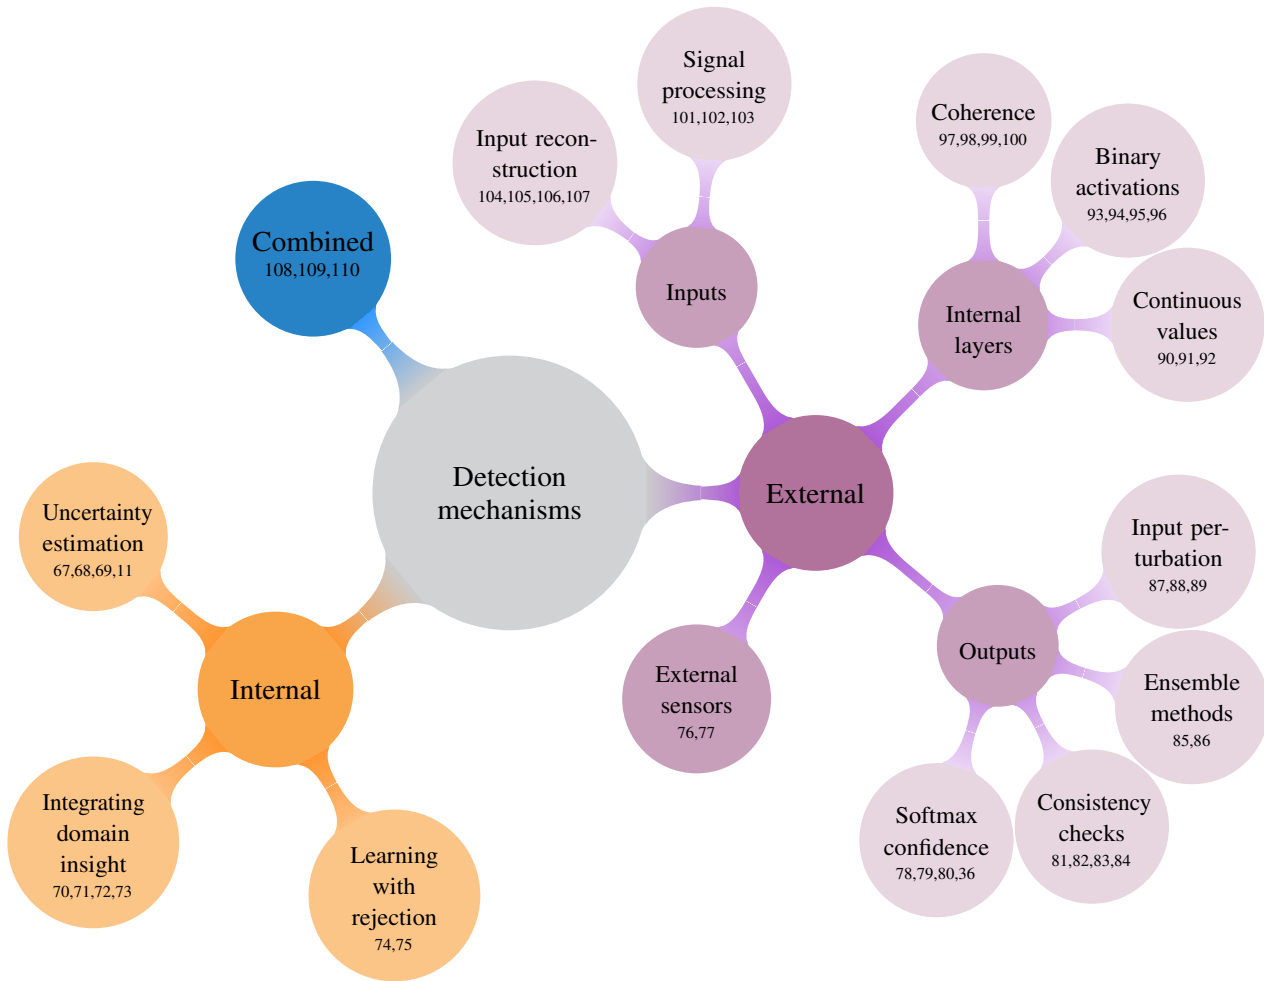 Signal
processing
101,102,103
Input recon-
struction
104,105,106,107
Coherence
97,98,99,100
Binary
activations
93,94,95,96
Combined
108,109,110
Inputs
Internal
layers
Continuous
values
90,91,92
Detection
mechanisms
External
Uncertainty
estimation
67,68,69,11
Input per-
turbation
87,88,89
Internal
External
sensors
76,77
Outputs
Ensemble
methods
85,86
Integrating
domain
insight
70,71,72,73
Learning
with
rejection
74,75
Softmax
confidence
78,79,80,36
Consistency
checks
81,82,83,84